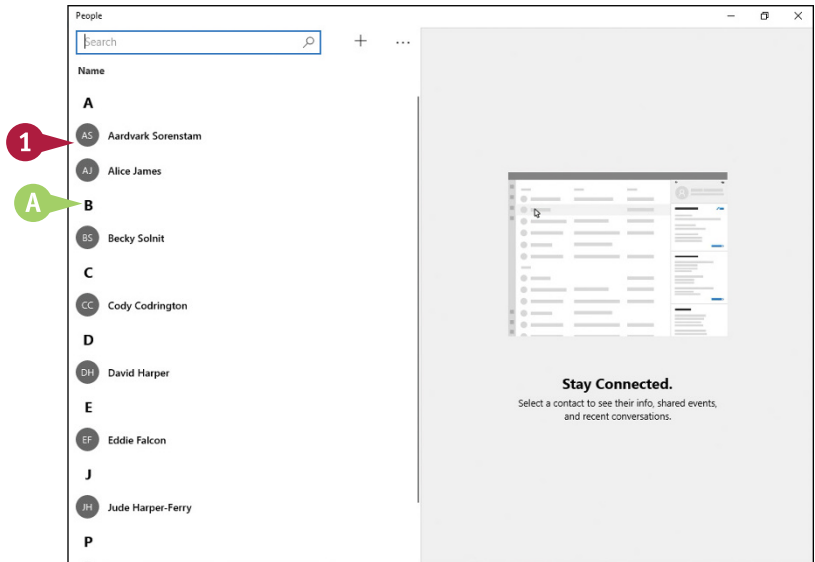 People
Search
Name
A
AS Aardvark Sorenstam
1
AJ Alice James
A
B
BS Becky Solnit
C
CC Cody Codrington
D
DH David Harper
E
EF Eddie Falcon
J
JH Jude Harper-Ferry
P
A
Stay Connected.
Select a contact to see their info, shared events,
and recent conversations.